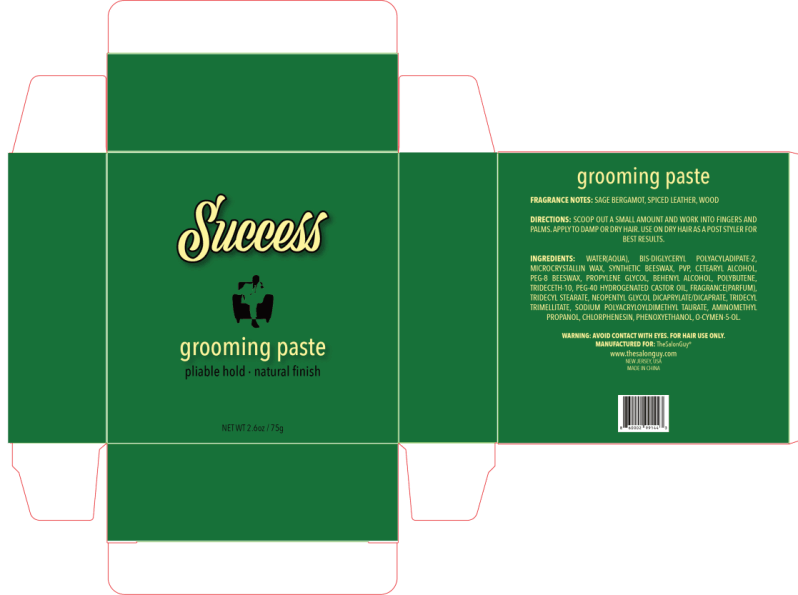 Success
grooming paste
pliable hold · natural finish
NET WT 2.6oz / 75g
grooming paste
FRAGRANCE NOTES: SAGE BERGAMOT, SPICED LEATHER, WOOD
DIRECTIONS: SCOOP OUT A SMALL AMOUNT AND WORK INTO FINGERS AND
PALMS. APPLY TO DAMP OR DRY HAIR. USE ON DRY HAIR AS A POST STYLER FOR
BEST RESULTS.
INGREDIENTS: WATER(AQUA), BIS-DIGLYCERYL POLYACYLADIPATE-2,
MICROCRYSTALLIN WAX, SYNTHETIC BEESWAX, PVP, CETEARYL ALCOHOL,
PEG-8 BEESWAX, PROPYLENE GLYCOL, BEHENYL ALCOHOL, POLYBUTENE,
TRIDECETH-10, PEG-40 HYDROGENATED CASTOR OIL, FRAGRANCE(PARFUM),
TRIDECYL STEARATE, NEOPENTYL GLYCOL DICAPRYLATE/DICAPRATE, TRIDECYL
TRIMELLITATE, SODIUM POLYACRYLOYLDIMETHYL TAURATE, AMINOMETHYL
PROPANOL, CHLORPHENESIN, PHENOXYETHANOL, O-CYMEN-5-OL.
WARNING: AVOID CONTACT WITH EYES. FOR HAIR USE ONLY.
MANUFACTURED FOR: TheSalonGuy®
www.thesalonguy.com
NEW JERSEY, USA
MADE IN CHINA